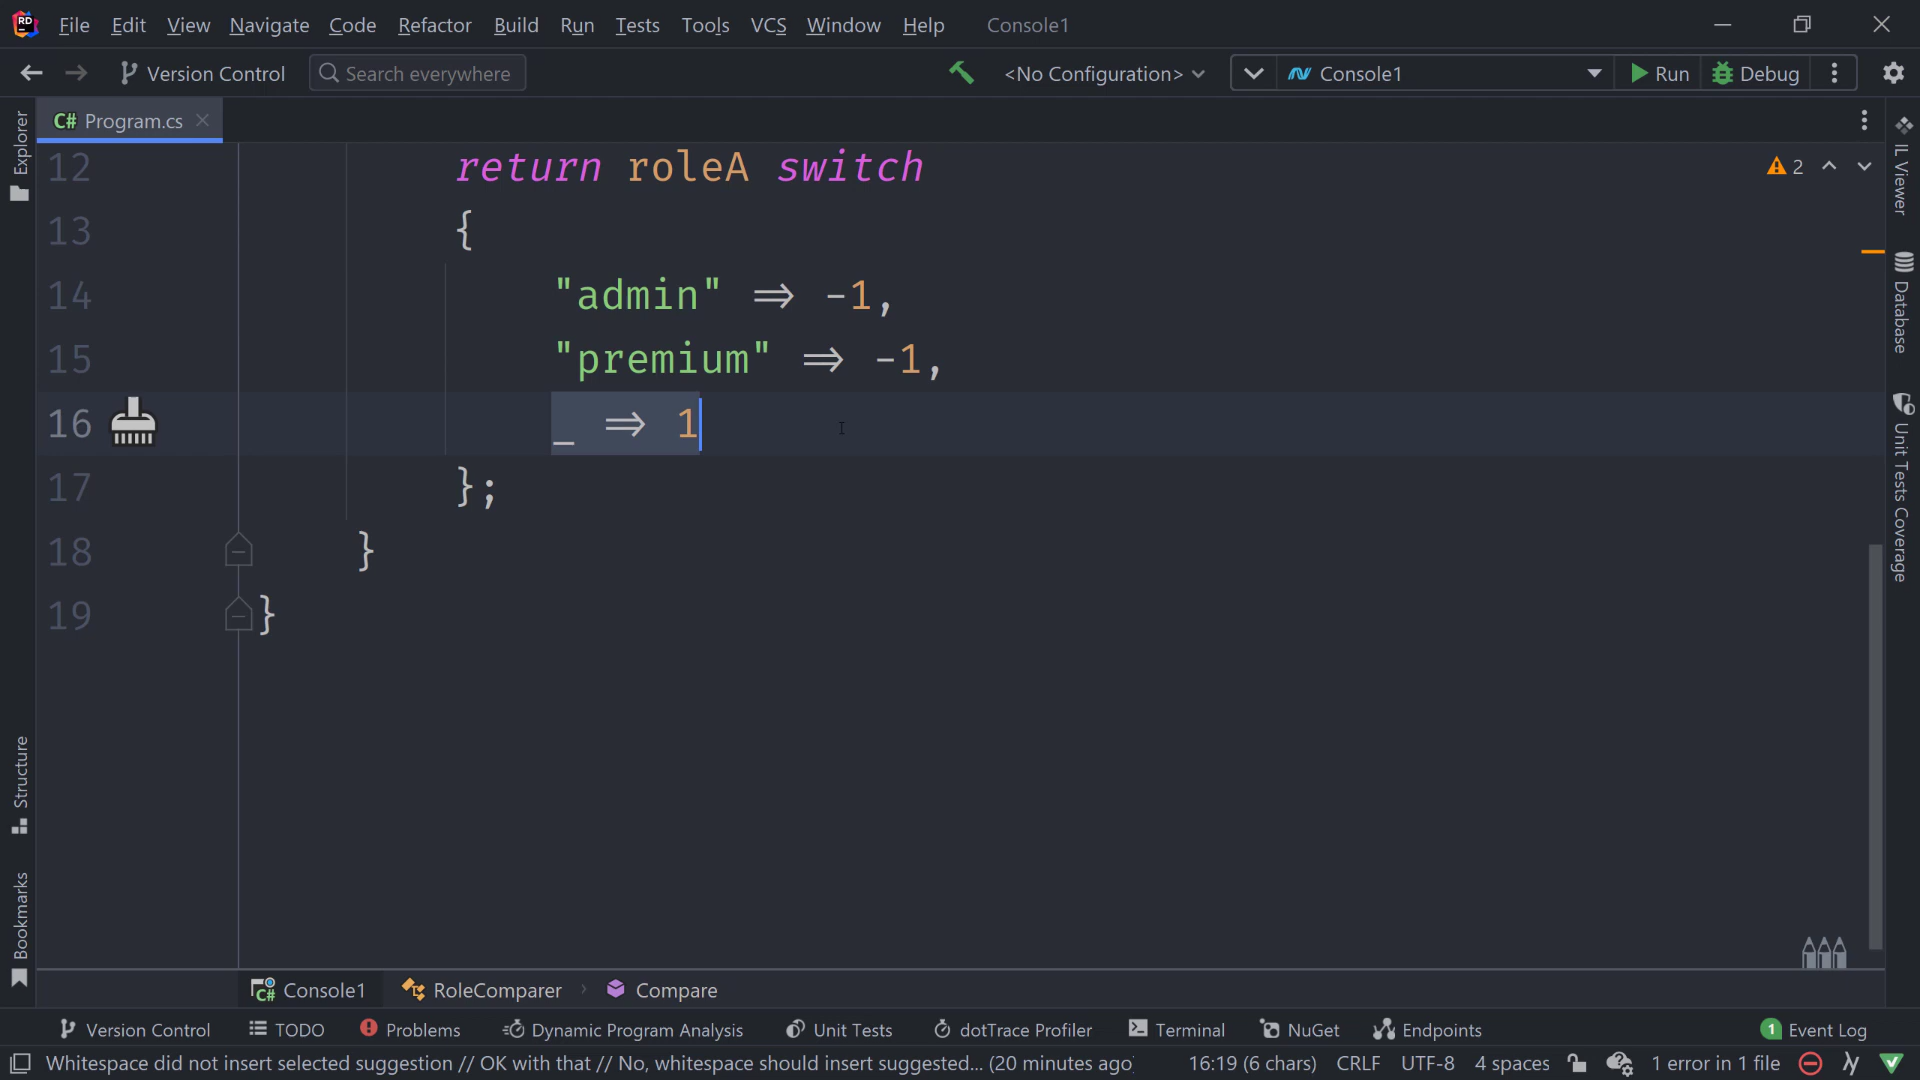 File Edit View Navigate Code Refactor Build Run Tests Tools VCS Window Help Console1
Version Control Search everywhere <No Configuration> Console1 Run Debug
C# Program.cs
Explorer
Structure
Bookmarks
12 return roleA switch
13 {
14 "admin" => -1,
15 "premium" => -1,
16 _ => 1
17 };
18 }
19 }
2
IL Viewer
Database
Unit Tests Coverage
C# Console1 RoleComparer Compare
Version Control TODO Problems Dynamic Program Analysis Unit Tests dotTrace Profiler Terminal NuGet Endpoints 1 Event Log
Whitespace did not insert selected suggestion // OK with that // No, whitespace should insert suggested... (20 minutes ago) 16:19 (6 chars) CRLF UTF-8 4 spaces 1 error in 1 file